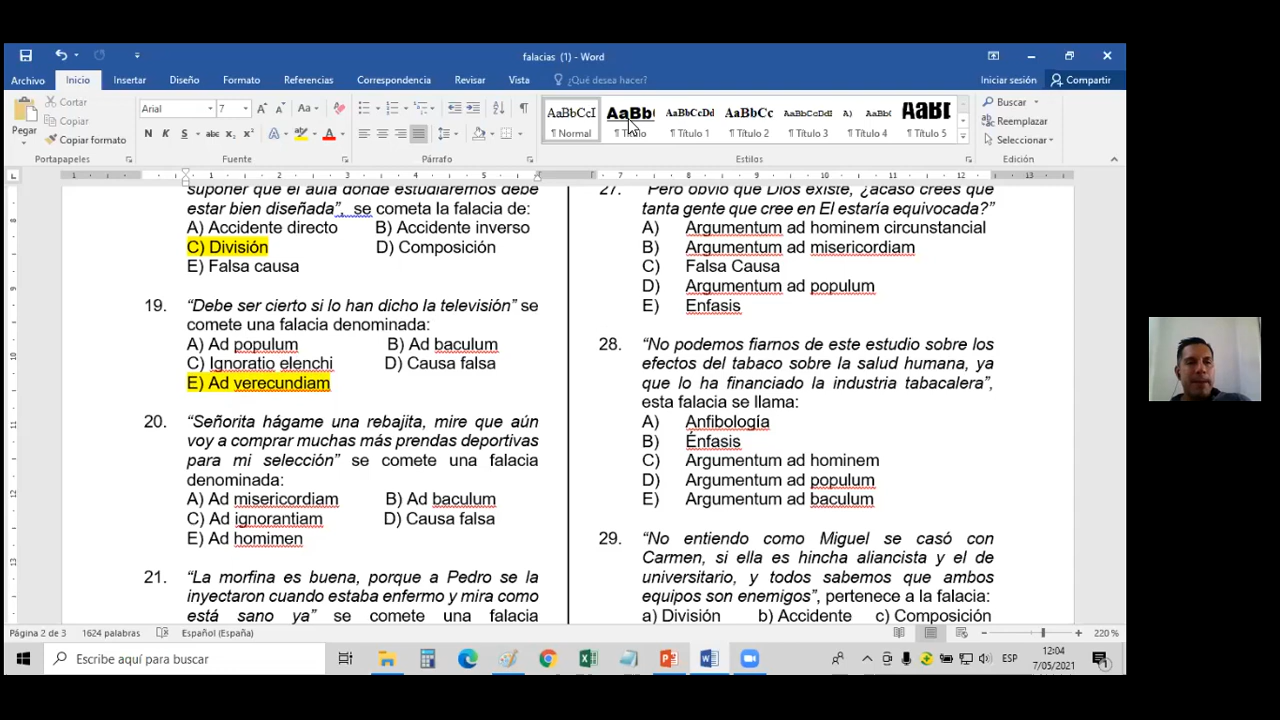 falacias (1) - Word
Iniciar sesión
Compartir
Archivo
Inicio
Insertar
Diseño
Formato
Referencias
Correspondencia
Revisar
Vista
¿Qué desea hacer?
Pegar
Cortar
Copiar
Copiar formato
Portapapeles
Arial
7
Fuente
Párrafo
AaBbCcI
¶ Normal
AaBb(
AaBbCcDd
¶ Título 1
AaBbCc
¶ Título 2
AaBbCcDdI
¶ Título 3
¶ Título 4
¶ Título 5
Estilos
Buscar
Reemplazar
Seleccionar
Edición
suponer que el aula donde estudiaremos debe
estar bien diseñada”, se cometa la falacia de:
A) Accidente directo B) Accidente inverso
C) División D) Composición
E) Falsa causa
19. “Debe ser cierto si lo han dicho la televisión” se
comete una falacia denominada:
A) Ad populum B) Ad baculum
C) Ignoratio elenchi D) Causa falsa
E) Ad verecundiam
20. “Señorita hágame una rebajita, mire que aún
voy a comprar muchas más prendas deportivas
para mi selección” se comete una falacia
denominada:
A) Ad misericordiam B) Ad baculum
C) Ad ignorantiam D) Causa falsa
E) Ad homimen
21. “La morfina es buena, porque a Pedro se la
inyectaron cuando estaba enfermo y mira como
está sano ya” se comete una falacia
27. “Pero obvio que Dios existe, ¿acaso crees que
tanta gente que cree en El estaría equivocada?”
A) Argumentum ad hominem circunstancial
B) Argumentum ad misericordiam
C) Falsa Causa
D) Argumentum ad populum
E) Enfasis
28. “No podemos fiarnos de este estudio sobre los
efectos del tabaco sobre la salud humana, ya
que lo ha financiado la industria tabacalera”,
esta falacia se llama:
A) Anfibología
B) Énfasis
C) Argumentum ad hominem
D) Argumentum ad populum
E) Argumentum ad baculum
29. “No entiendo como Miguel se casó con
Carmen, si ella es hincha aliancista y el de
universitario, y todos sabemos que ambos
equipos son enemigos”, pertenece a la falacia:
a) División b) Accidente c) Composición
Página 2 de 3
1624 palabras
Español (España)
220 %
Escribe aquí para buscar
ESP
12:04
7/05/2021